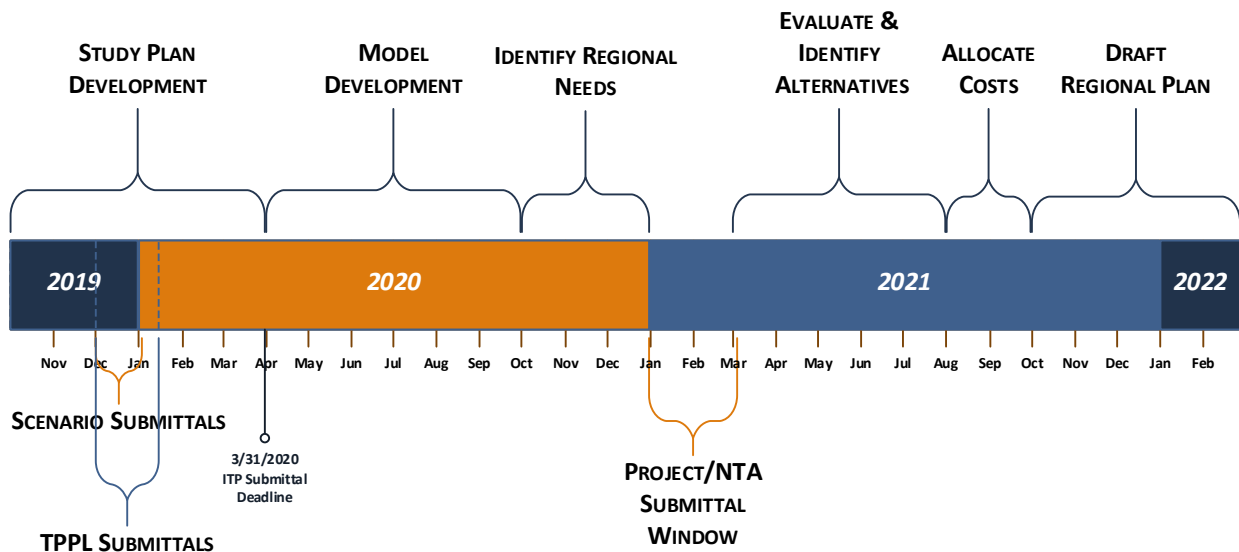 STUDY PLAN
DEVELOPMENT
MODEL
DEVELOPMENT
IDENTIFY REGIONAL
NEEDS
EVALUATE &
IDENTIFY
ALTERNATIVES
ALLOCATE
COSTS
DRAFT
REGIONAL PLAN
2019
2020
2021
2022
Nov Dec Jan Feb Mar Apr May Jun Jul Aug Sep Oct Nov Dec Jan Feb Mar Apr May Jun Jul Aug Sep Oct Nov Dec Jan Feb
SCENARIO SUBMITTALS
3/31/2020
ITP Submittal
Deadline
TPPL SUBMITTALS
PROJECT/NTA
SUBMITTAL
WINDOW